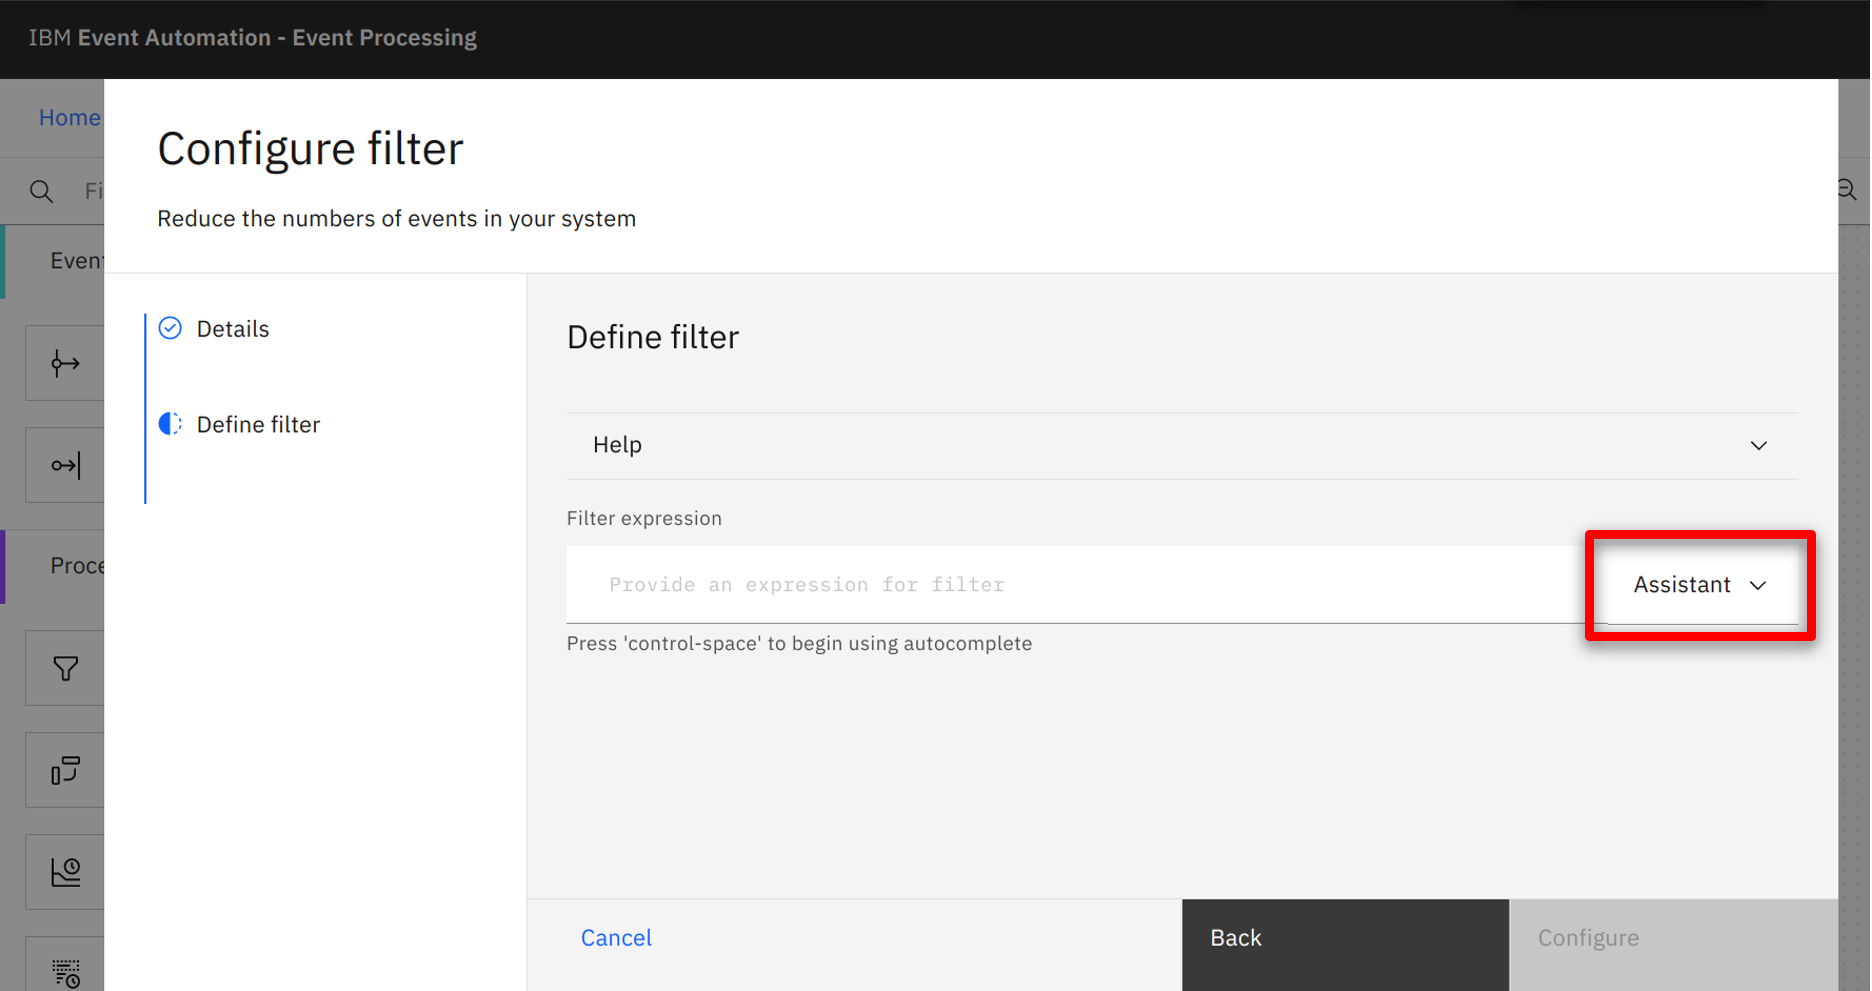 IBM Event Automation - Event Processing
Home
Configure filter
Fi
Reduce the numbers of events in your system
Event
Details
Define filter
Define filter
Help
Filter expression
Proce
Provide an expression for filter
Assistant
Press 'control-space' to begin using autocomplete
Cancel
Back
Configure